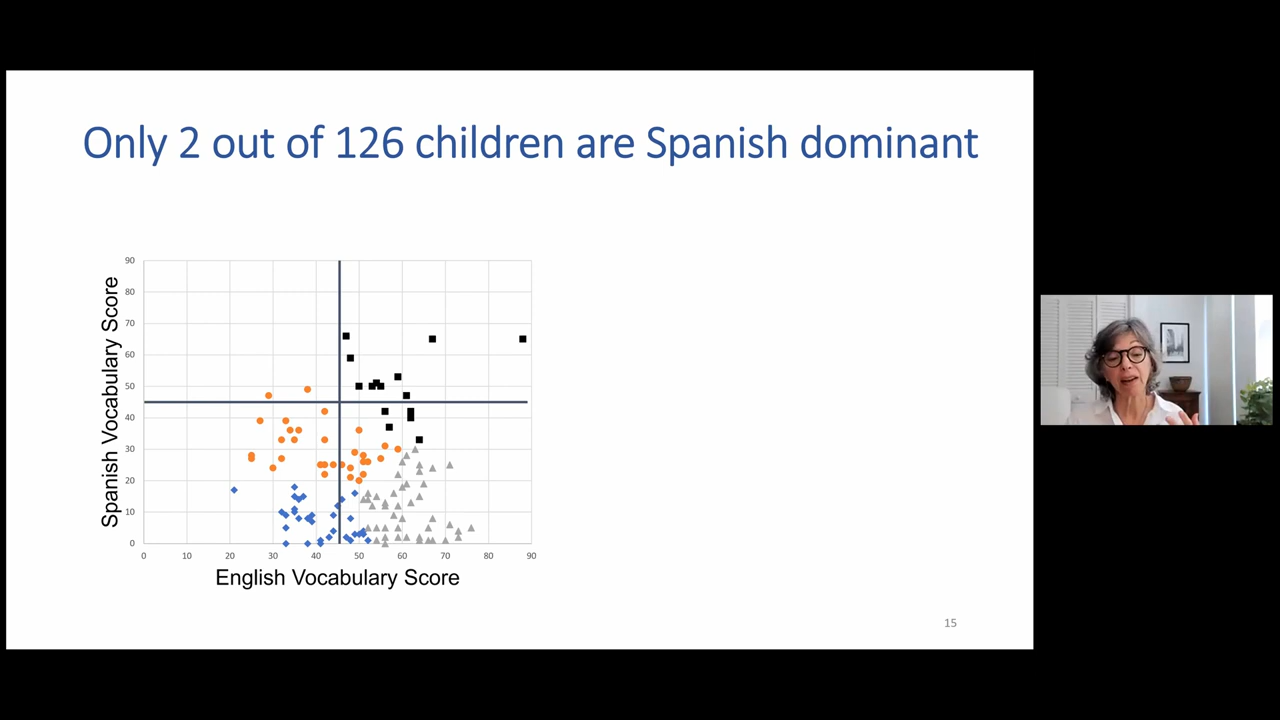 Only 2 out of 126 children are Spanish dominant
Spanish Vocabulary Score
90
80
70
60
50
40
30
20
10
0
0 10 20 30 40 50 60 70 80 90
English Vocabulary Score
15